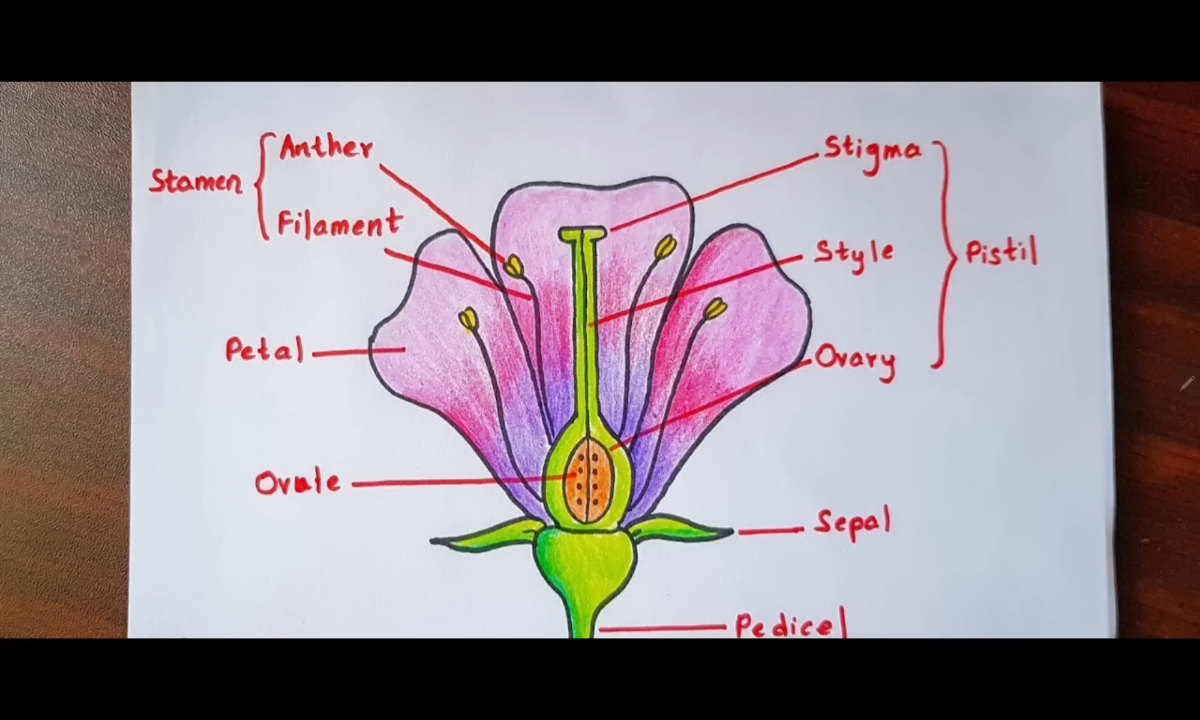 Anther
Stamen
Filament
Petal
Ovule
Stigma
Style
Pistil
Ovary
Sepal
Pedicel